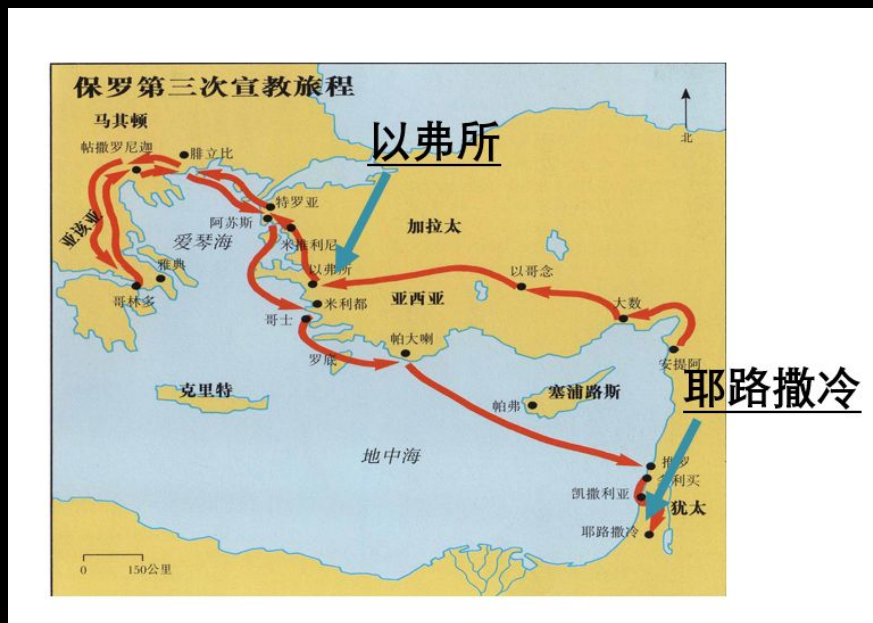 保罗第三次宣教旅程
马其顿
北
帖撒罗尼迦
腓立比
以弗所
特罗亚
阿苏斯
加拉太
亚该亚
爱琴海
米推利尼
雅典
以弗所
以哥念
哥林多
米利都
亚西亚
大数
哥士
帕大喇
罗底
安提阿
耶路撒冷
克里特
塞浦路斯
帕弗
地中海
推罗
多利买
凯撒利亚
犹太
耶路撒冷
0 150公里